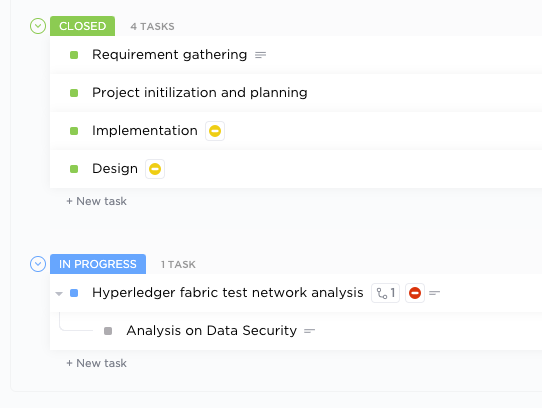 CLOSED 4 TASKS
Requirement gathering
Project initilization and planning
Implementation
Design
+ New task
IN PROGRESS 1 TASK
Hyperledger fabric test network analysis 1
Analysis on Data Security
+ New task